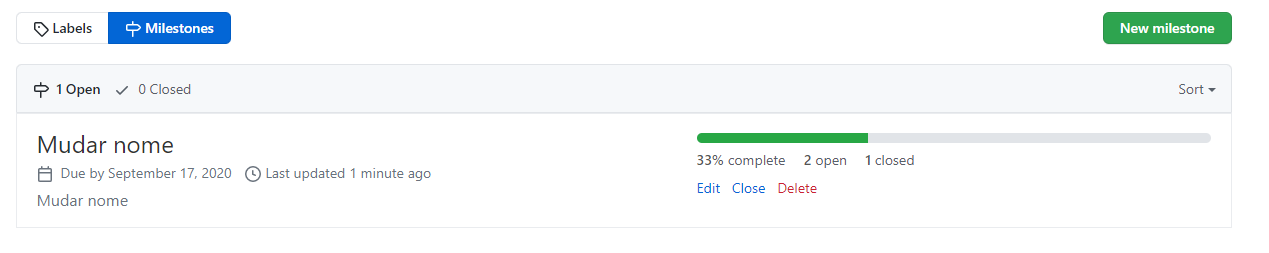 Labels Milestones New milestone
1 Open 0 Closed Sort
Mudar nome
Due by September 17, 2020 Last updated 1 minute ago
Mudar nome
33% complete 2 open 1 closed
Edit Close Delete